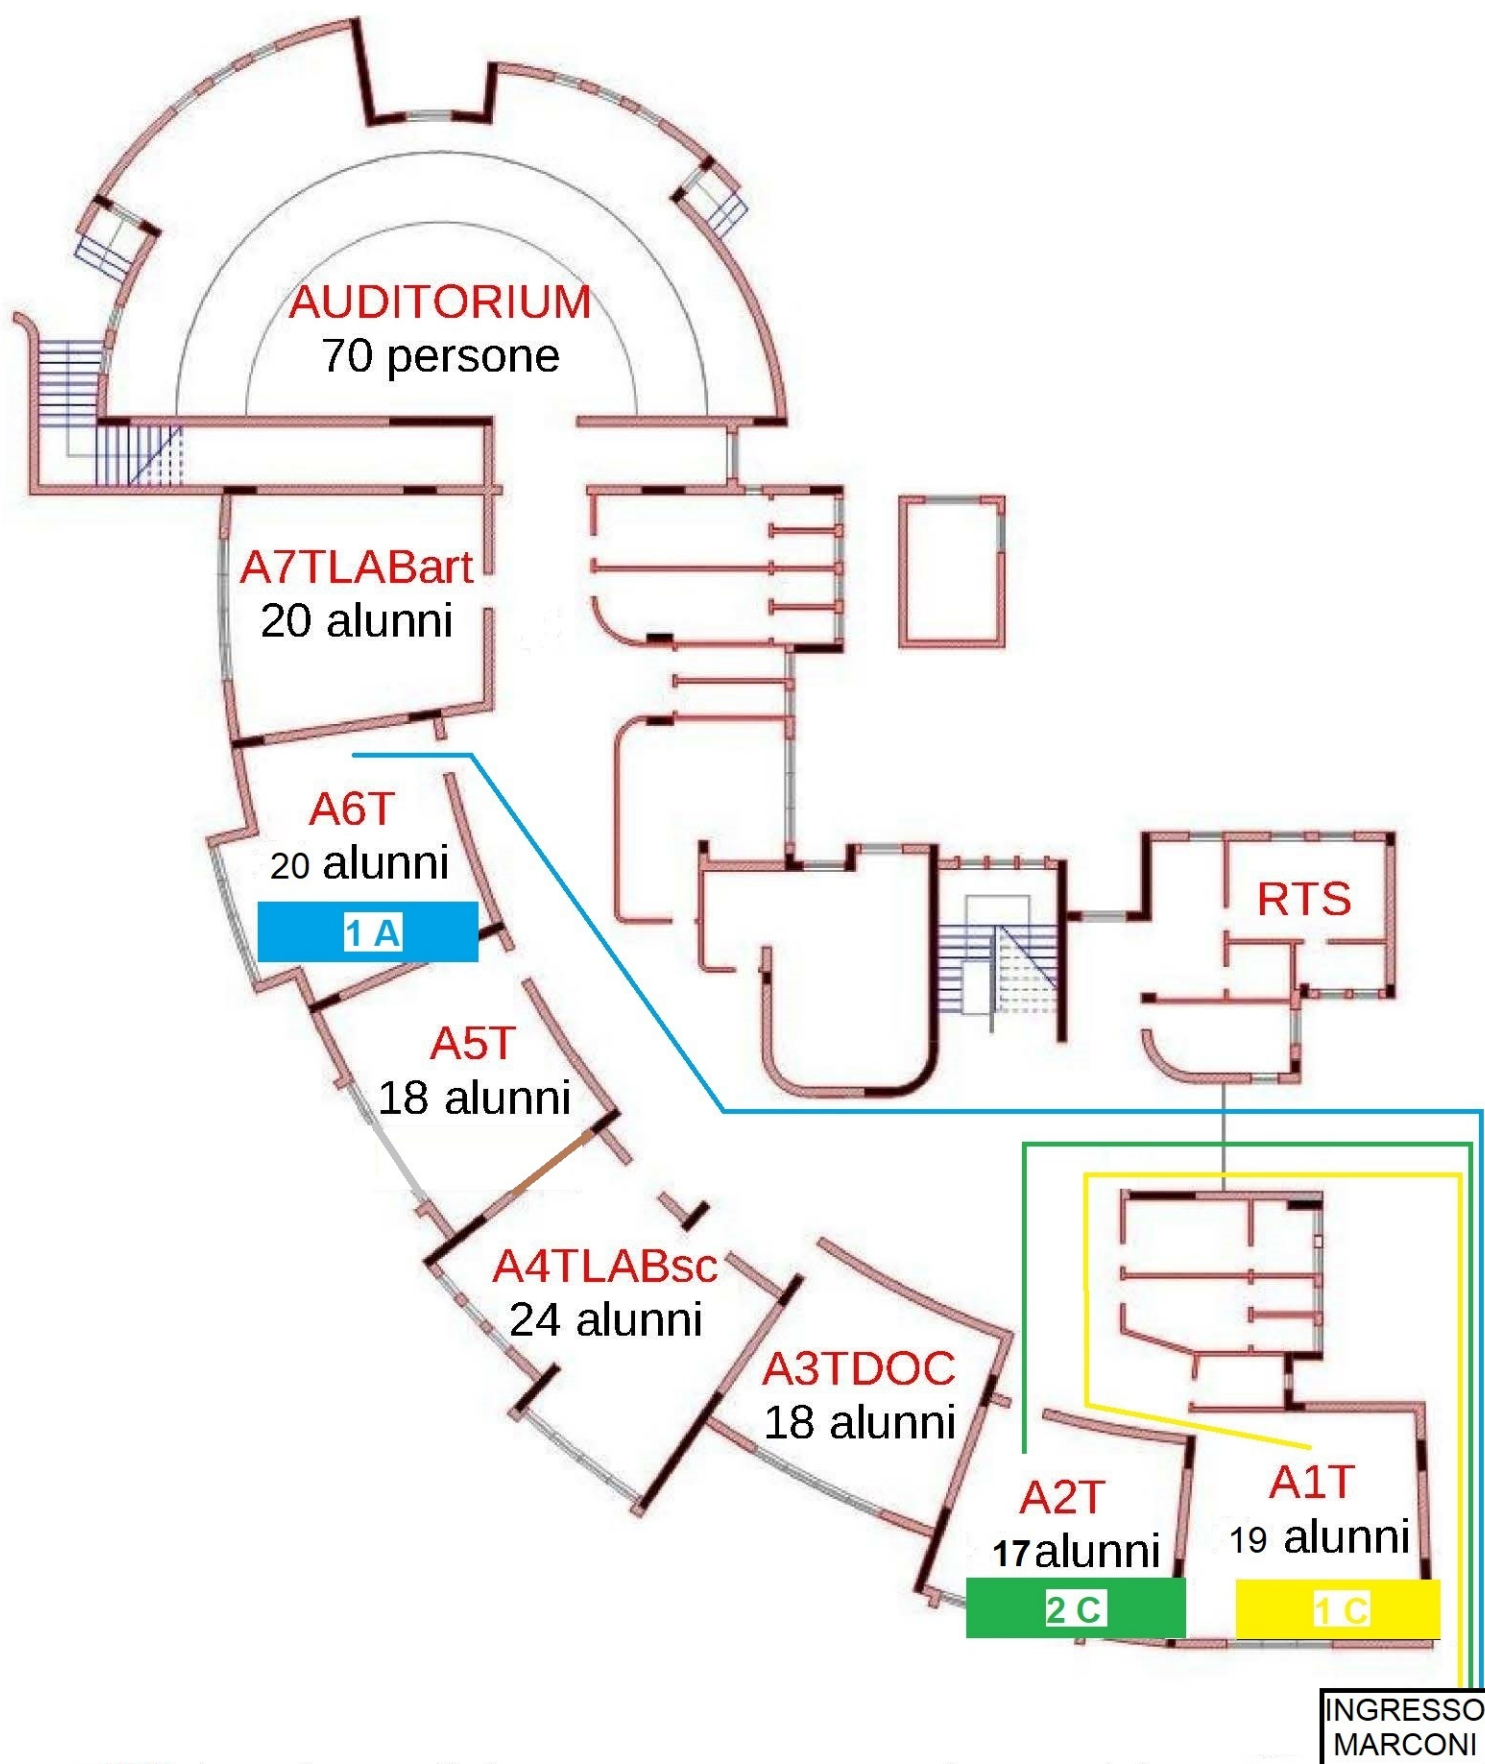 AUDITORIUM
70 persone
A7TLABart
20 alunni
A6T
20 alunni
1 A
RTS
A5T
18 alunni
A4TLABsc
24 alunni
A3TDOC
18 alunni
A2T
17alunni
2 C
A1T
19 alunni
1 C
INGRESSO
MARCONI